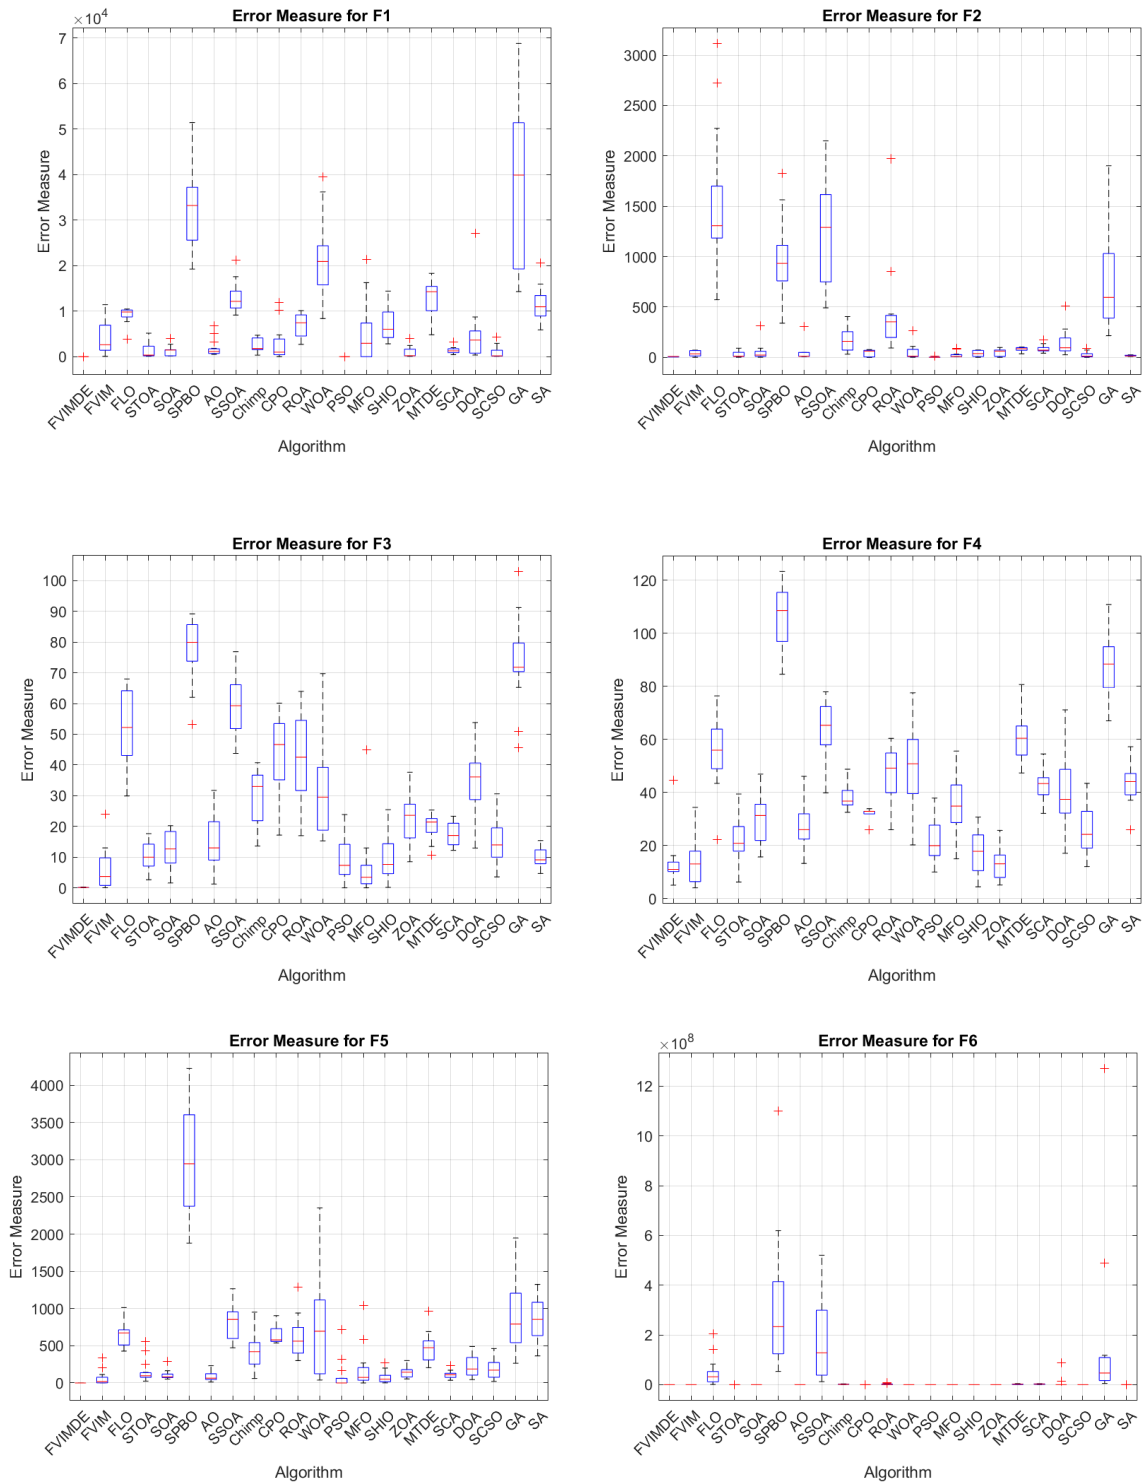 Error Measure for F1
×10^4
7
6
5
4
3
2
1
0
Error Measure
FVIMDE FVIM FLO STOA SOA SPBO AO SSOA Chimp CPO ROA WOA PSO MFO SHIO ZOA MTDE SCA DOA SCSO GA SA
Algorithm
Error Measure for F2
3000
2500
2000
1500
1000
500
0
Error Measure
FVIMDE FVIM FLO STOA SOA SPBO AO SSOA Chimp CPO ROA WOA PSO MFO SHIO ZOA MTDE SCA DOA SCSO GA SA
Algorithm
Error Measure for F3
100
90
80
70
60
50
40
30
20
10
0
Error Measure
FVIMDE FVIM FLO STOA SOA SPBO AO SSOA Chimp CPO ROA WOA PSO MFO SHIO ZOA MTDE SCA DOA SCSO GA SA
Algorithm
Error Measure for F4
120
100
80
60
40
20
0
Error Measure
FVIMDE FVIM FLO STOA SOA SPBO AO SSOA Chimp CPO ROA WOA PSO MFO SHIO ZOA MTDE SCA DOA SCSO GA SA
Algorithm
Error Measure for F5
4000
3500
3000
2500
2000
1500
1000
500
0
Error Measure
FVIMDE FVIM FLO STOA SOA SPBO AO SSOA Chimp CPO ROA WOA PSO MFO SHIO ZOA MTDE SCA DOA SCSO GA SA
Algorithm
Error Measure for F6
×10^8
12
10
8
6
4
2
0
Error Measure
FVIMDE FVIM FLO STOA SOA SPBO AO SSOA Chimp CPO ROA WOA PSO MFO SHIO ZOA MTDE SCA DOA SCSO GA SA
Algorithm